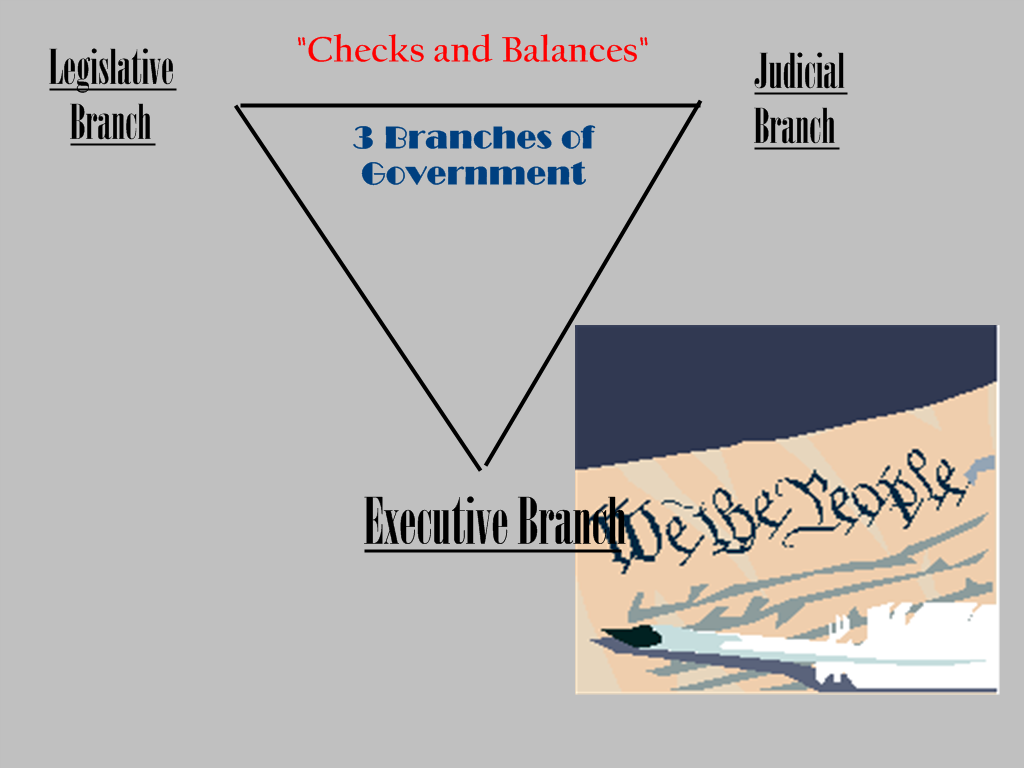 "Checks and Balances"
Legislative
Branch
Judicial
Branch
3 Branches of
Government
Executive Branch
We the People